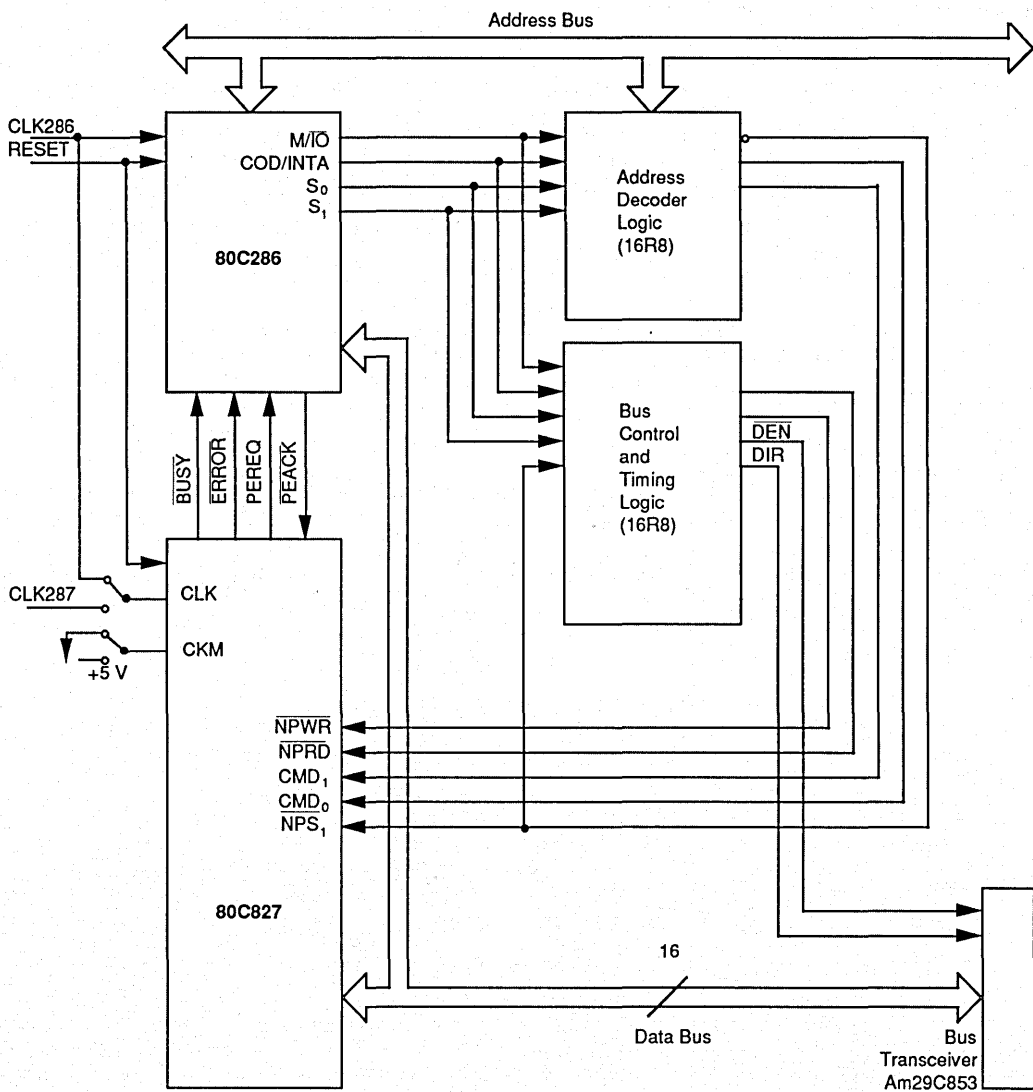 Address Bus
CLK286
RESET
M/IO
COD/INTA
S0
S1
80C286
Address
Decoder
Logic
(16R8)
Bus
Control
and
Timing
Logic
(16R8)
DEN
DIR
BUSY
ERROR
PEREQ
PEACK
CLK287
CLK
CKM
+5 V
NPWR
NPRD
CMD1
CMD0
NPS1
80C827
16
Data Bus
Bus
Transceiver
Am29C853